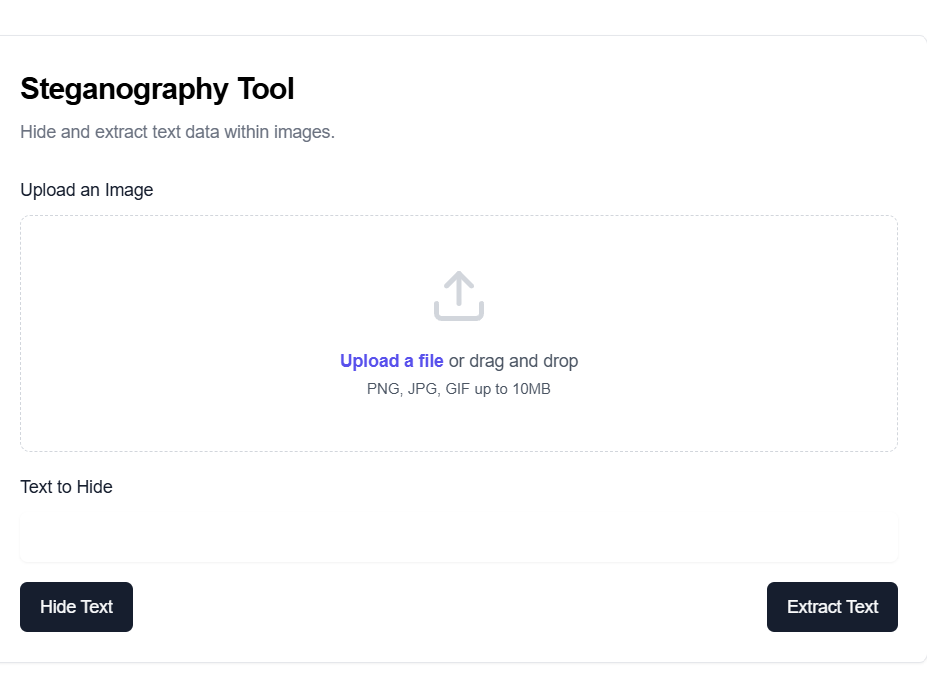 Steganography Tool
Hide and extract text data within images.
Upload an Image
Upload a file or drag and drop
PNG, JPG, GIF up to 10MB
Text to Hide
Hide Text
Extract Text